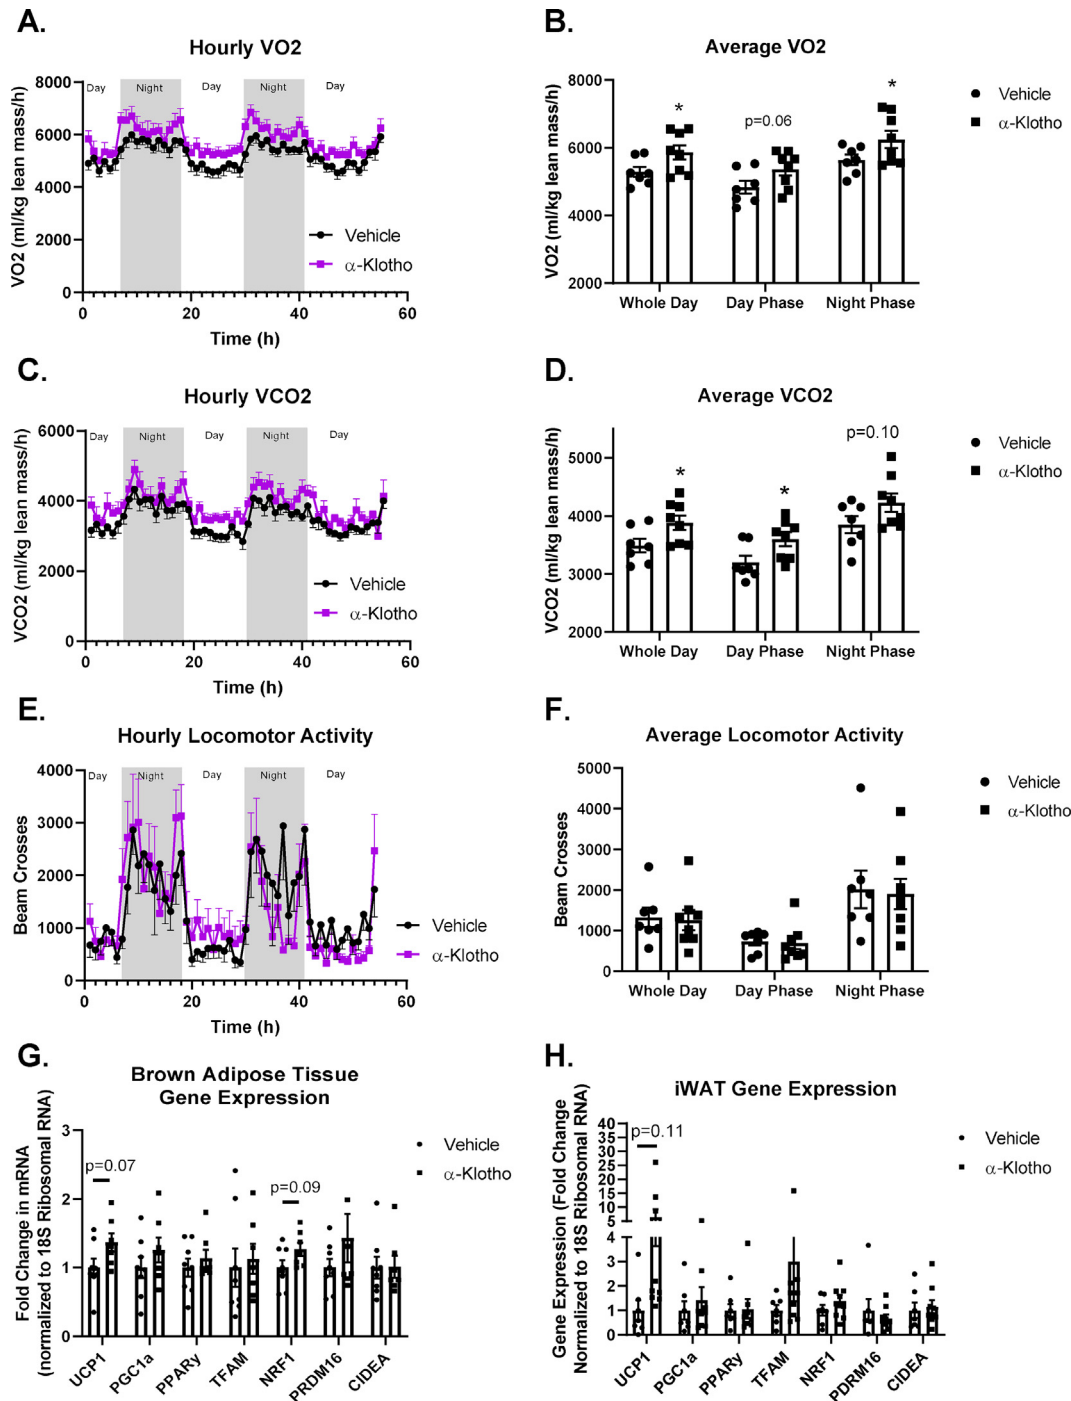 A.
Hourly VO2
VO2 (ml/kg lean mass/h)
8000
6000
4000
2000
0
Day
Night
Day
Night
Day
Vehicle
α-Klotho
0
20
40
60
Time (h)
B.
Average VO2
VO2 (ml/kg lean mass/h)
8000
6000
4000
2000
*
p=0.06
*
Vehicle
α-Klotho
Whole Day
Day Phase
Night Phase
C.
Hourly VCO2
VCO2 (ml/kg lean mass/h)
6000
4000
2000
0
Day
Night
Day
Night
Day
Vehicle
α-Klotho
0
20
40
60
Time (h)
D.
Average VCO2
VCO2 (ml/kg lean mass/h)
5000
4000
3000
2000
*
*
p=0.10
Vehicle
α-Klotho
Whole Day
Day Phase
Night Phase
E.
Hourly Locomotor Activity
Beam Crosses
4000
3000
2000
1000
0
Day
Night
Day
Night
Day
Vehicle
α-Klotho
0
20
40
60
Time (h)
F.
Average Locomotor Activity
Beam Crosses
5000
4000
3000
2000
1000
0
Vehicle
α-Klotho
Whole Day
Day Phase
Night Phase
G.
Brown Adipose Tissue
Gene Expression
Fold Change in mRNA
(normalized to 18S Ribosomal RNA)
3
2
1
0
p=0.07
p=0.09
Vehicle
α-Klotho
UCP1
PGC1a
PPARy
TFAM
NRF1
PRDM16
CIDEA
H.
iWAT Gene Expression
Gene Expression (Fold Change
Normalized to 18S Ribosomal RNA)
40
35
30
25
20
15
10
5
4
3
2
1
0
p=0.11
Vehicle
α-Klotho
UCP1
PGC1a
PPARy
TFAM
NRF1
PDRM16
CIDEA